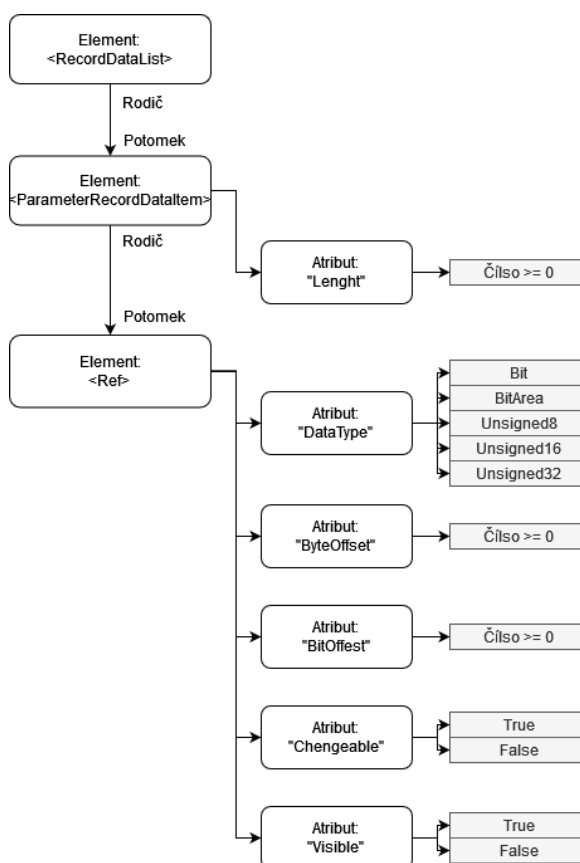 Element:
<RecordDataList>
Rodič
Potomek
Element:
<ParameterRecordDataItem>
Rodič
Atribut:
"Lenght"
Čílso >= 0
Potomek
Element:
<Ref>
Atribut:
"DataType"
Bit
BitArea
Unsigned8
Unsigned16
Unsigned32
Atribut:
"ByteOffset"
Čílso >= 0
Atribut:
"BitOffest"
Čílso >= 0
Atribut:
"Chengeable"
True
False
Atribut:
"Visible"
True
False